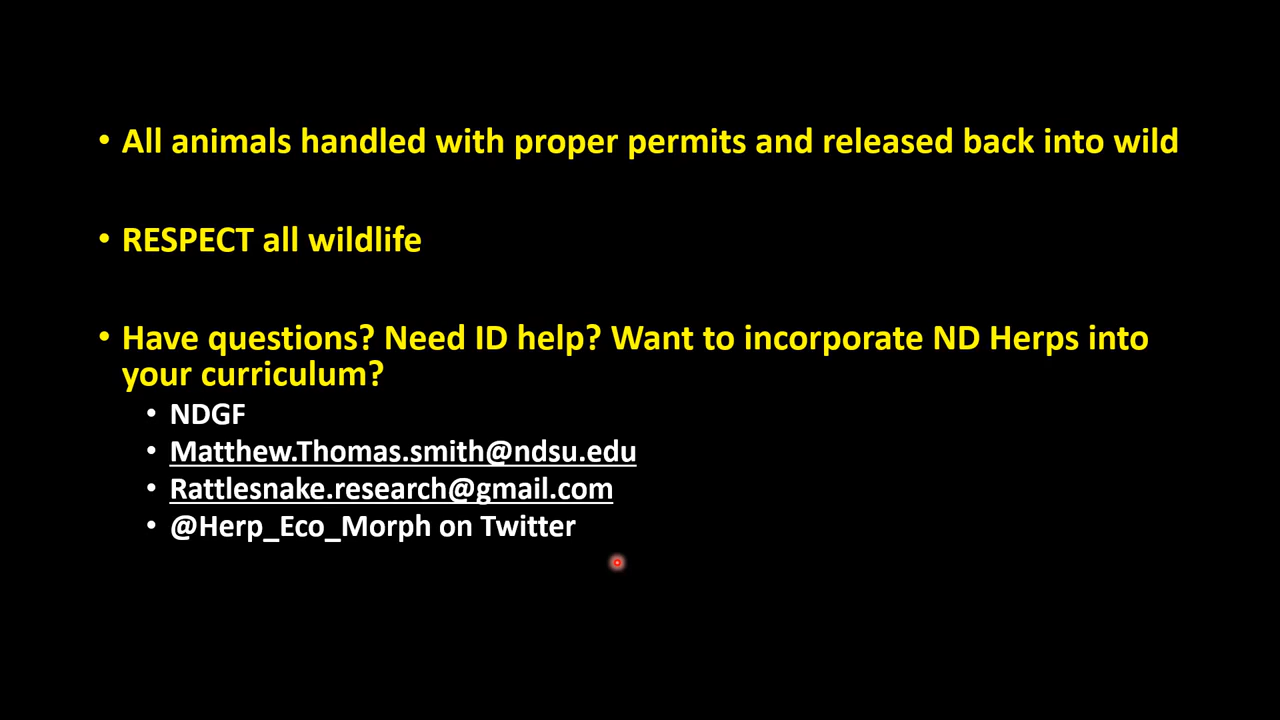 • All animals handled with proper permits and released back into wild
• RESPECT all wildlife
• Have questions? Need ID help? Want to incorporate ND Herps into
your curriculum?
• NDGF
• Matthew.Thomas.smith@ndsu.edu
• Rattlesnake.research@gmail.com
• @Herp_Eco_Morph on Twitter